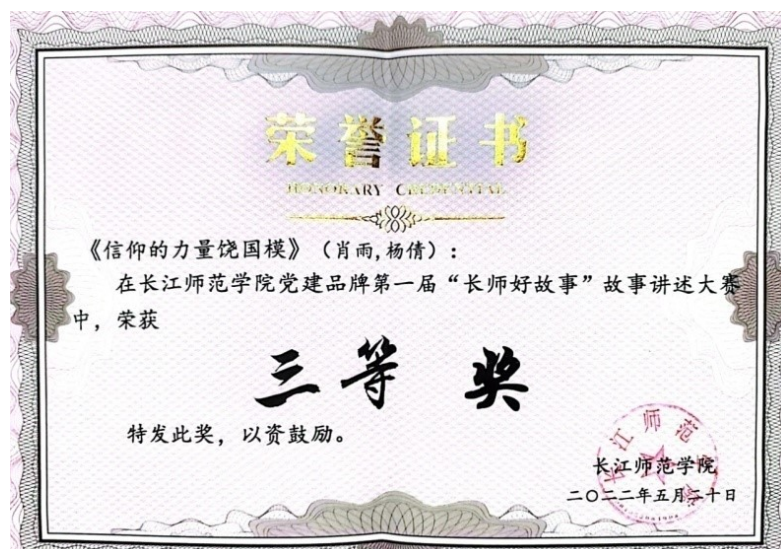 荣誉证书
HONORARY CREDENTIAL
《信仰的力量饶国模》（肖雨,杨倩）：
在长江师范学院党建品牌第一届“长师好故事”故事讲述大赛
中，荣获
三等奖
特发此奖，以资鼓励。
长江师范学院
二〇二二年五月二十日